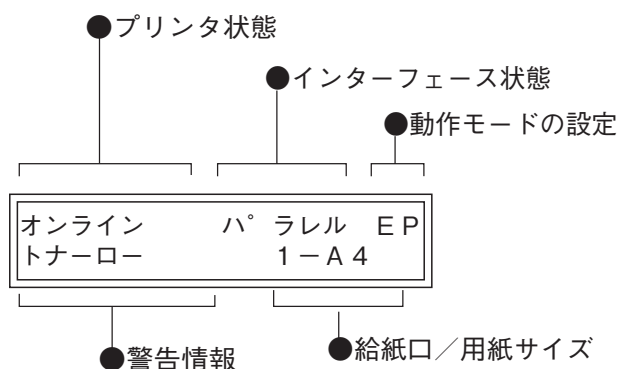 ●プリンタ状態
●インターフェース状態
●動作モードの設定
オンライン　　ハ゜ラレル　ＥＰ
トナーロー　　　１－Ａ４
●警告情報
●給紙口／用紙サイズ